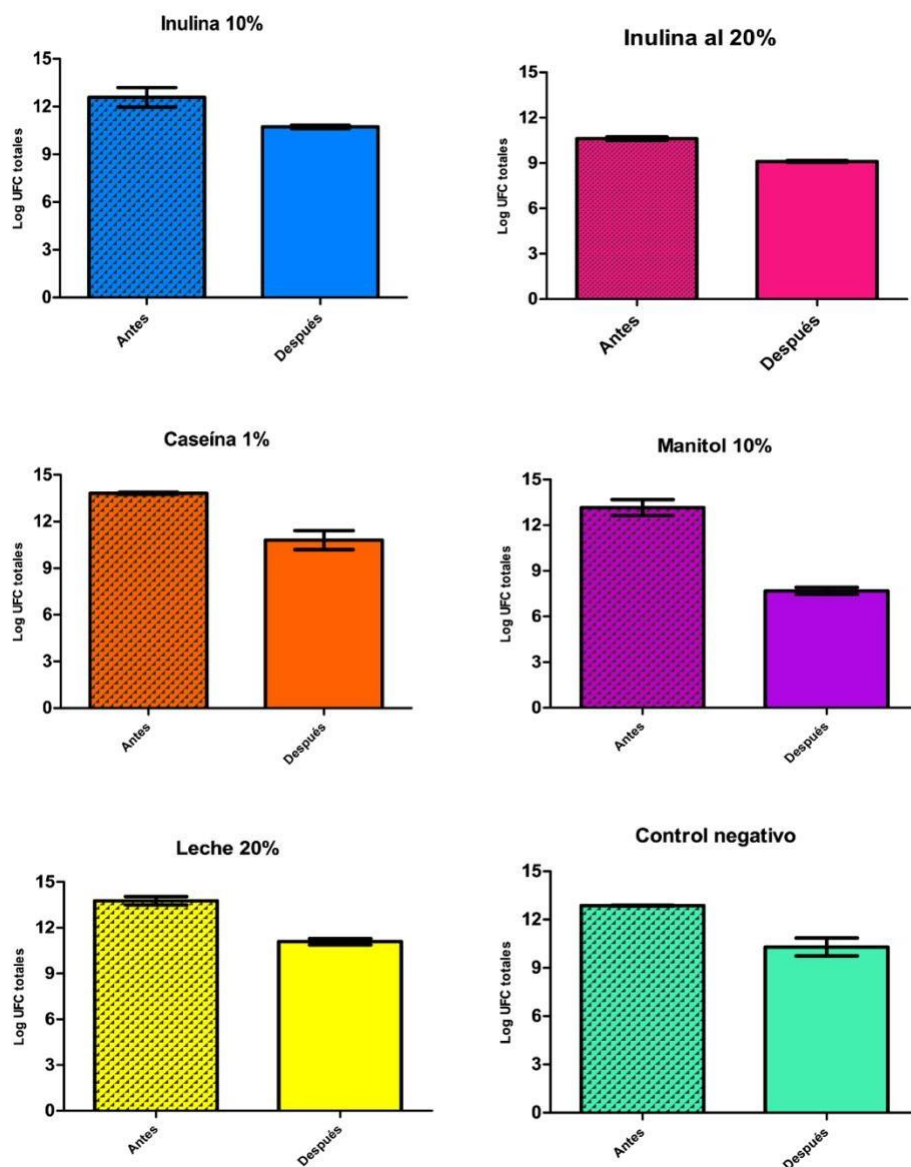 Inulina 10%
Log UFC totales
15
12
9
6
3
0
Antes
Después
Inulina al 20%
Log UFC totales
15
12
9
6
3
0
Antes
Después
Caseína 1%
Log UFC totales
15
12
9
6
3
0
Antes
Después
Manitol 10%
Log UFC totales
15
12
9
6
3
0
Antes
Después
Leche 20%
Log UFC totales
15
12
9
6
3
0
Antes
Después
Control negativo
Log UFC totales
15
12
9
6
3
0
Antes
Después